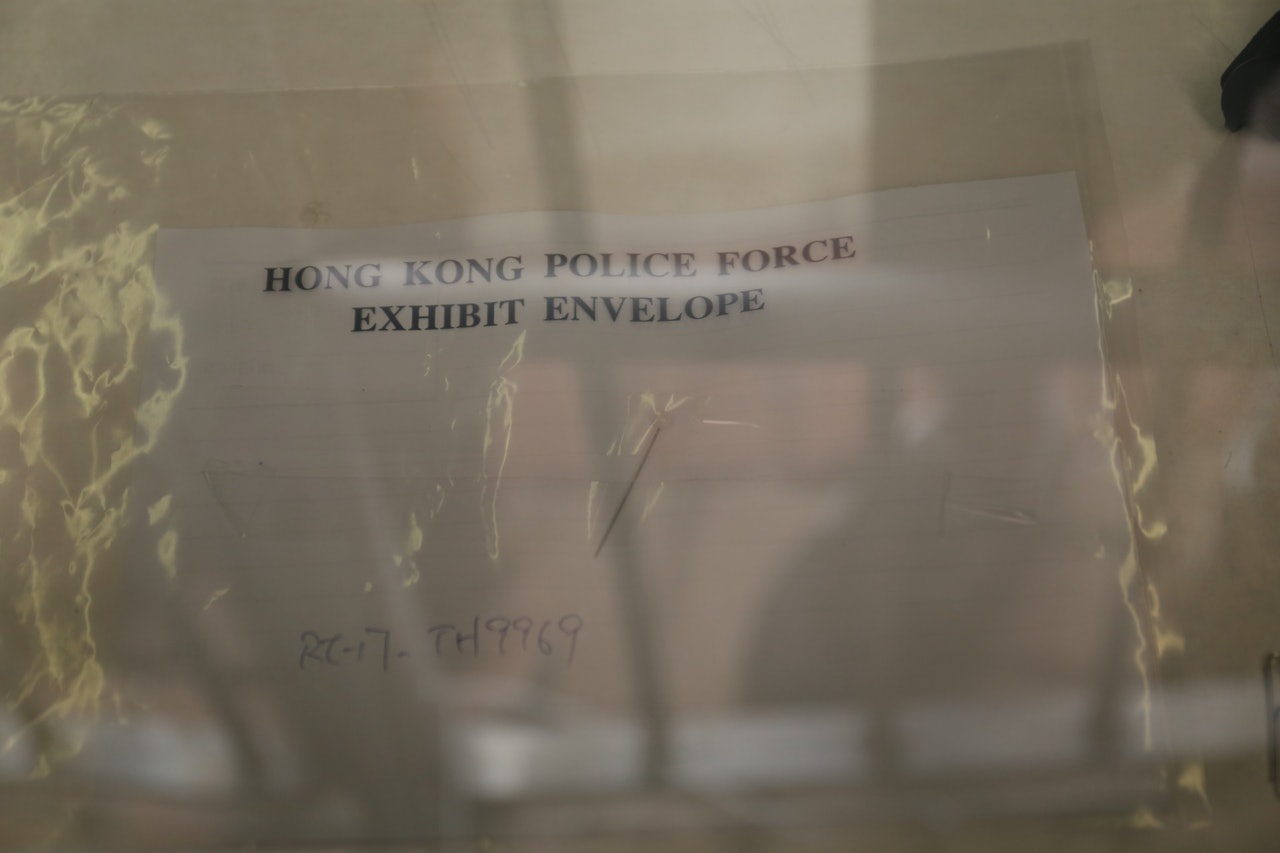 HONG KONG POLICE FORCE
EXHIBIT ENVELOPE
RC-17- TH9969